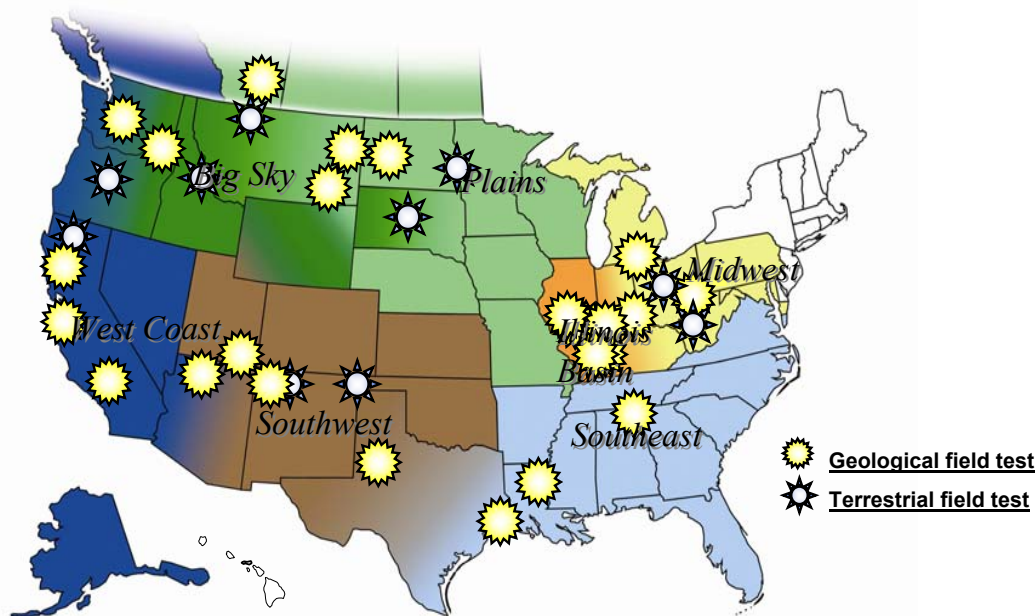 Big Sky
Plains
Midwest
West Coast
Illinois
Basin
Southwest
Southeast
Geological field test
Terrestrial field test